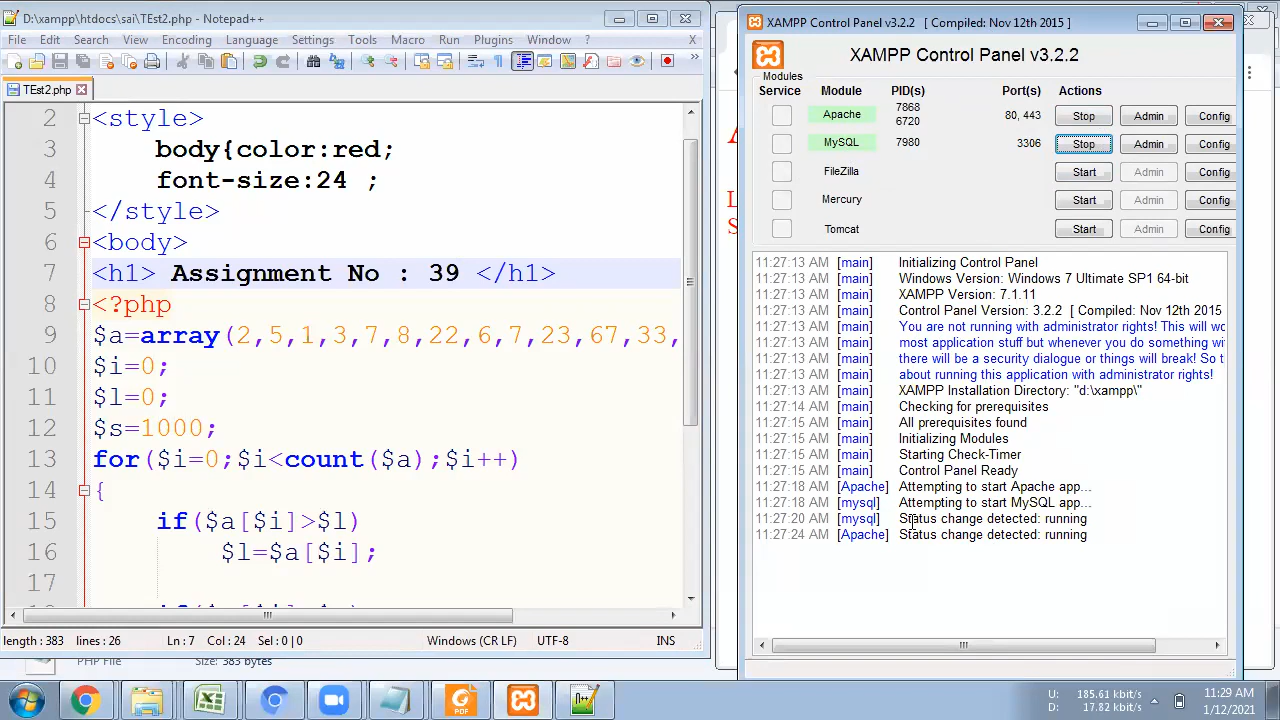 D:\xampp\htdocs\sai\TEst2.php - Notepad++
File Edit Search View Encoding Language Settings Tools Macro Run Plugins Window ? X
TEst2.php
2 <style>
3 body{color:red;
4 font-size:24 ;
5 </style>
6 <body>
7 <h1> Assignment No : 39 </h1>
8 <?php
9 $a=array(2,5,1,3,7,8,22,6,7,23,67,33,
10 $i=0;
11 $l=0;
12 $s=1000;
13 for($i=0;$i<count($a);$i++)
14 {
15 if($a[$i]>$l)
16 $l=$a[$i];
17
length : 383 lines : 26 Ln : 7 Col : 24 Sel : 0 | 0 Windows (CR LF) UTF-8 INS
PHP File Size: 383 bytes
XAMPP Control Panel v3.2.2 [ Compiled: Nov 12th 2015 ]
XAMPP Control Panel v3.2.2
Modules
Service Module PID(s) Port(s) Actions
Apache 7868 6720 80, 443 Stop Admin Config
MySQL 7980 3306 Stop Admin Config
FileZilla Start Admin Config
Mercury Start Admin Config
Tomcat Start Admin Config
11:27:13 AM [main] Initializing Control Panel
11:27:13 AM [main] Windows Version: Windows 7 Ultimate SP1 64-bit
11:27:13 AM [main] XAMPP Version: 7.1.11
11:27:13 AM [main] Control Panel Version: 3.2.2 [ Compiled: Nov 12th 2015
11:27:13 AM [main] You are not running with administrator rights! This will wo
11:27:13 AM [main] most application stuff but whenever you do something wi
11:27:13 AM [main] there will be a security dialogue or things will break! So t
11:27:13 AM [main] about running this application with administrator rights!
11:27:13 AM [main] XAMPP Installation Directory: "d:\xampp\"
11:27:14 AM [main] Checking for prerequisites
11:27:15 AM [main] All prerequisites found
11:27:15 AM [main] Initializing Modules
11:27:15 AM [main] Starting Check-Timer
11:27:15 AM [main] Control Panel Ready
11:27:18 AM [Apache] Attempting to start Apache app...
11:27:18 AM [mysql] Attempting to start MySQL app...
11:27:20 AM [mysql] Status change detected: running
11:27:24 AM [Apache] Status change detected: running
U: 185.61 kbit/s
D: 17.82 kbit/s
11:29 AM
1/12/2021